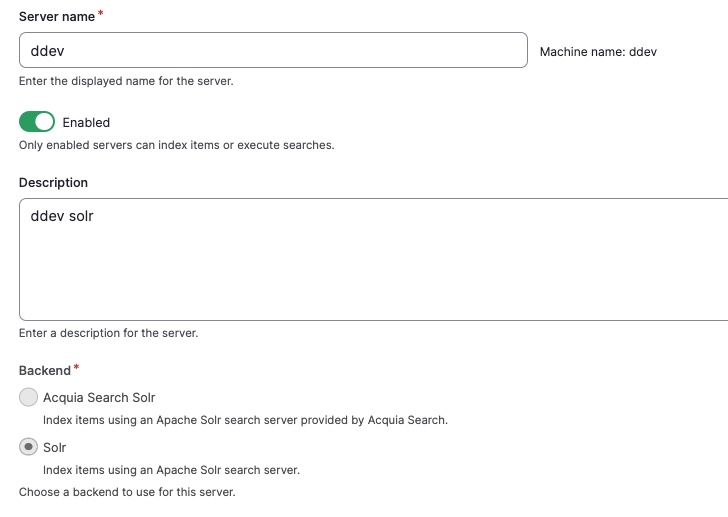 Server name*
ddev
Machine name: ddev
Enter the displayed name for the server.
Enabled
Only enabled servers can index items or execute searches.
Description
ddev solr
Enter a description for the server.
Backend*
Acquia Search Solr
Index items using an Apache Solr search server provided by Acquia Search.
Solr
Index items using an Apache Solr search server.
Choose a backend to use for this server.